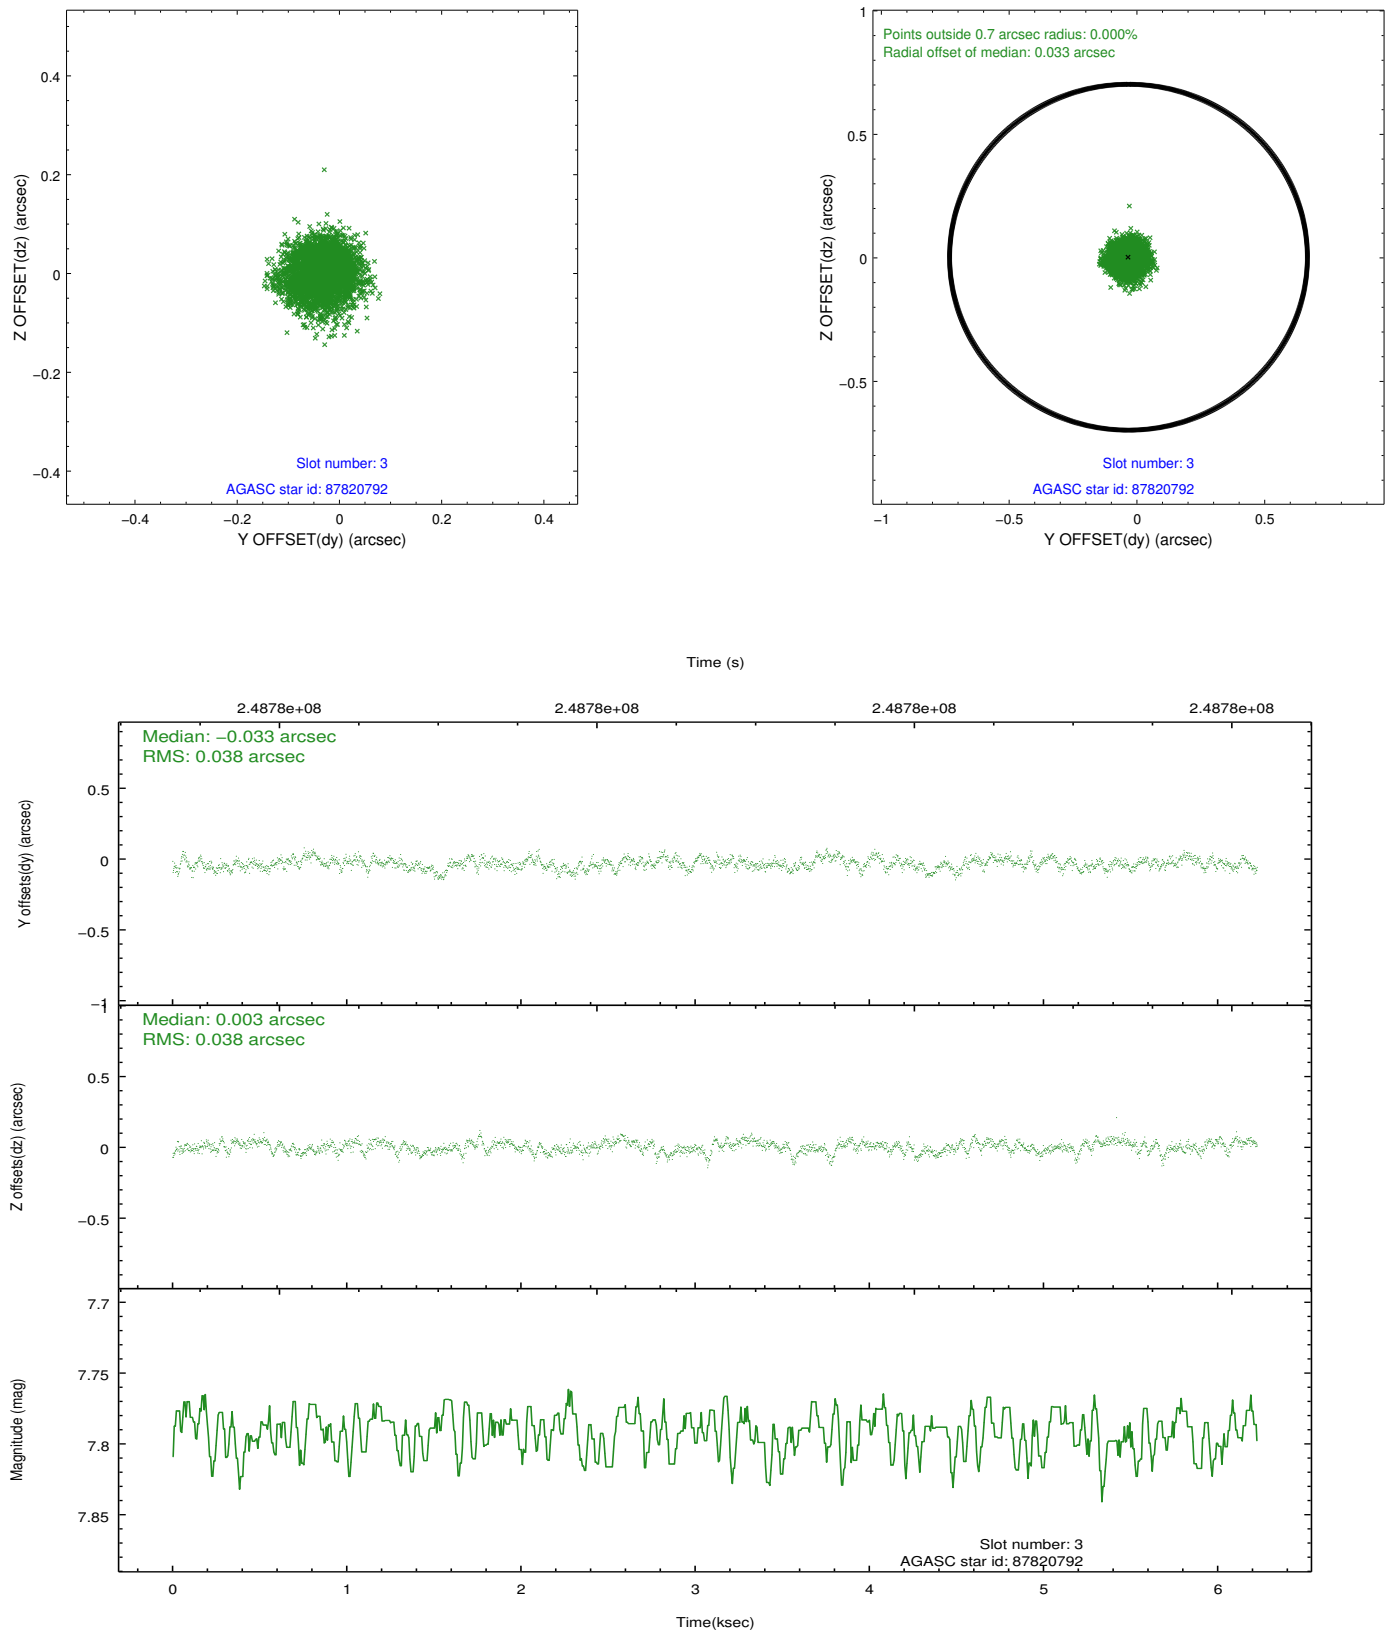 0.4
0.2
0
−0.2
−0.4
Z OFFSET(dz) (arcsec)
Slot number: 3
AGASC star id: 87820792
−0.4 −0.2 0 0.2 0.4
Y OFFSET(dy) (arcsec)
1
0.5
0
−0.5
Z OFFSET(dz) (arcsec)
Points outside 0.7 arcsec radius: 0.000%
Radial offset of median: 0.033 arcsec
Slot number: 3
AGASC star id: 87820792
−1 −0.5 0 0.5
Y OFFSET(dy) (arcsec)
Time (s)
2.4878e+08 2.4878e+08 2.4878e+08 2.4878e+08
Median: −0.033 arcsec
RMS: 0.038 arcsec
0.5
0
−0.5
−1
Y offsets(dy) (arcsec)
Median: 0.003 arcsec
RMS: 0.038 arcsec
1
0.5
0
−0.5
Z offsets(dz) (arcsec)
7.7
7.75
7.8
7.85
Magnitude (mag)
Slot number: 3
AGASC star id: 87820792
0 1 2 3 4 5 6
Time(ksec)